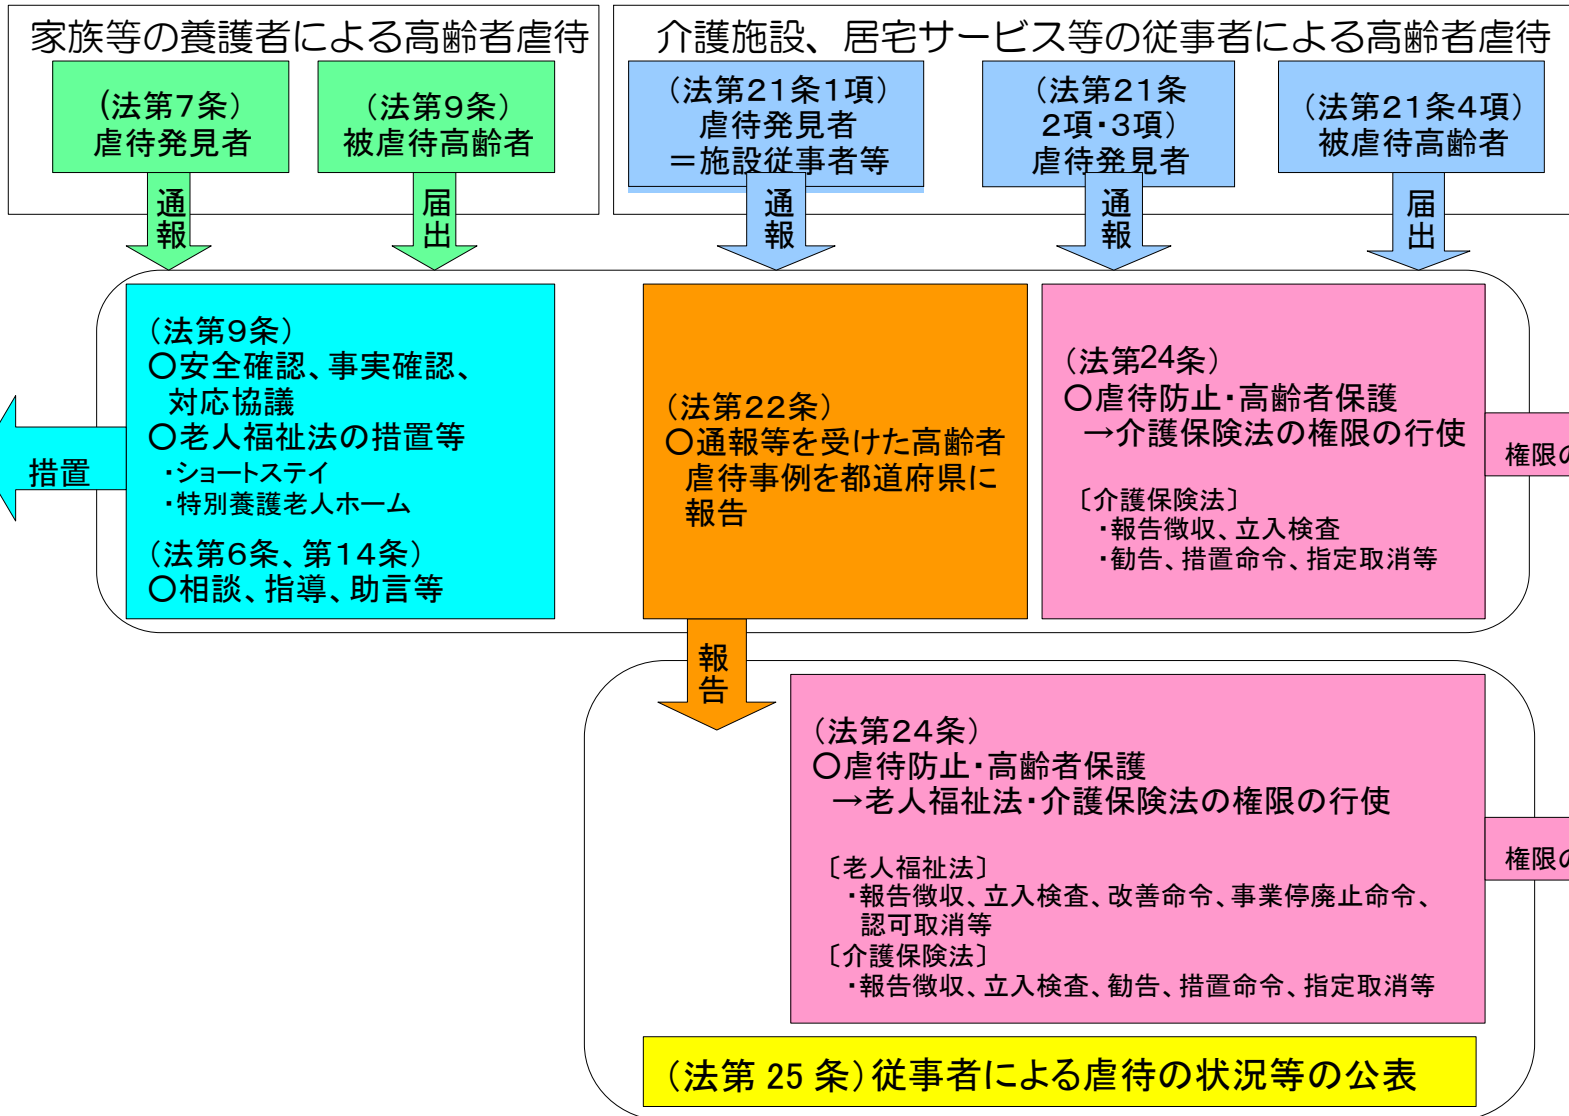 家族等の養護者による高齢者虐待
(法第7条)
虐待発見者
(法第9条)
被虐待高齢者
通報
届出
介護施設、居宅サービス等の従事者による高齢者虐待
(法第21条1項)
虐待発見者
=施設従事者等
(法第21条
2項・3項)
虐待発見者
(法第21条4項)
被虐待高齢者
通報
通報
届出
措置
(法第9条)
○安全確認、事実確認、
対応協議
○老人福祉法の措置等
・ショートステイ
・特別養護老人ホーム
(法第6条、第14条)
○相談、指導、助言等
(法第22条)
○通報等を受けた高齢者
虐待事例を都道府県に
報告
(法第24条)
○虐待防止・高齢者保護
→介護保険法の権限の行使
〔介護保険法〕
・報告徴収、立入検査
・勧告、措置命令、指定取消等
権限の
報告
(法第24条)
○虐待防止・高齢者保護
→老人福祉法・介護保険法の権限の行使
〔老人福祉法〕
・報告徴収、立入検査、改善命令、事業停廃止命令、
認可取消等
〔介護保険法〕
・報告徴収、立入検査、勧告、措置命令、指定取消等
権限の
(法第 25 条)従事者による虐待の状況等の公表